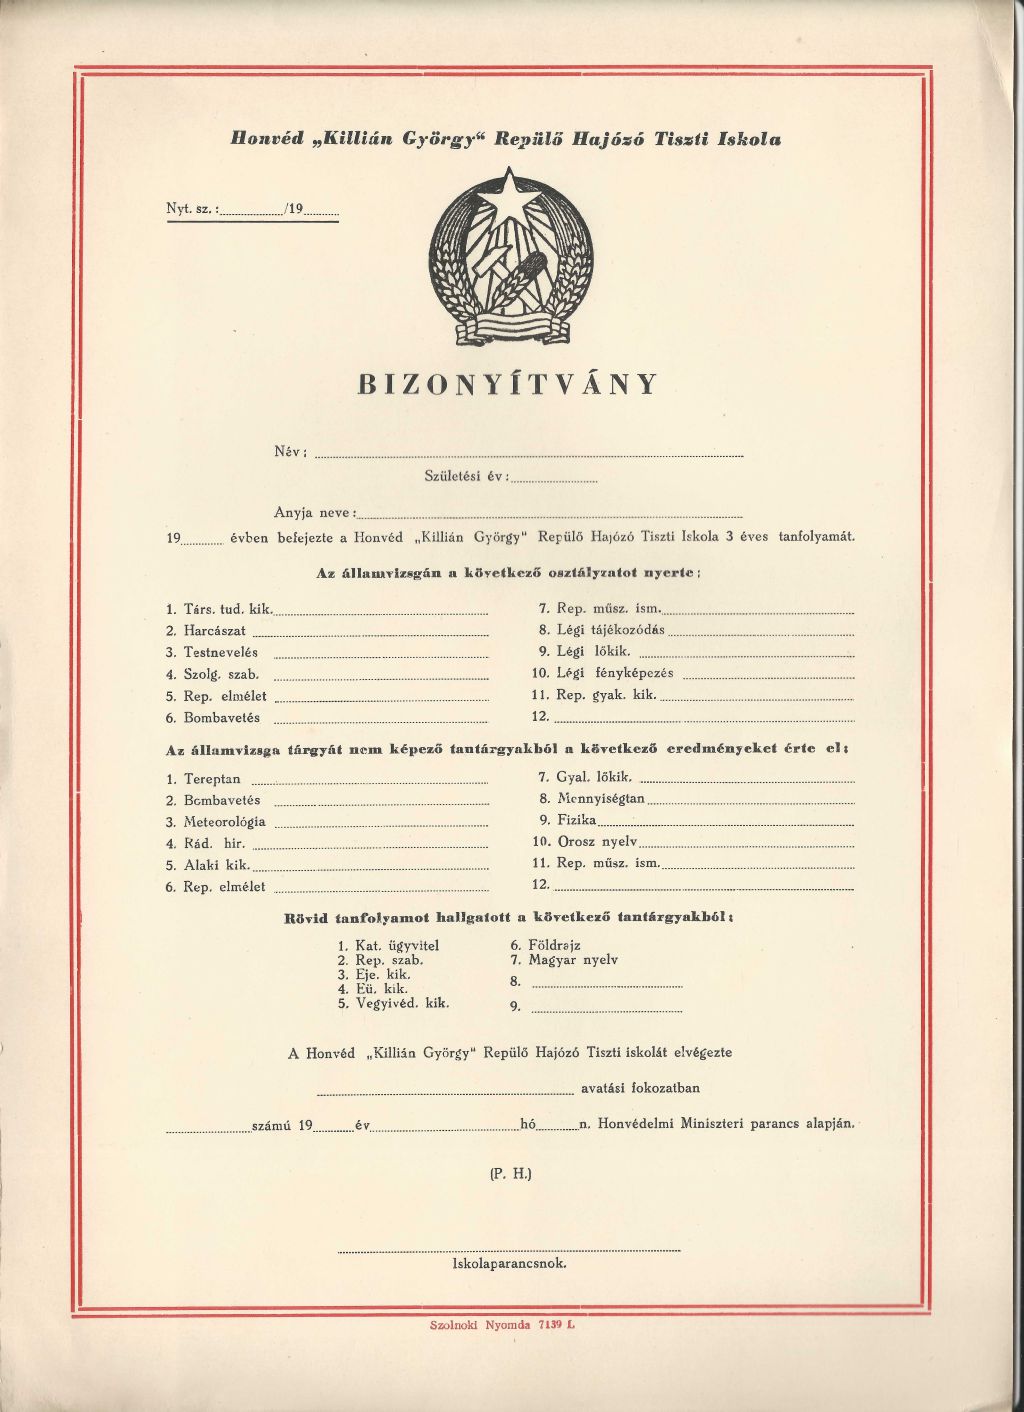 Honvéd „Killián György“ Repülő Hajózó Tiszti Iskola
Nyt. sz. : /19
BIZONYÍTVÁNY
Név :
Születési év :
Anyja neve :
19 évben befejezte a Honvéd „Killián György“ Repülő Hajózó Tiszti Iskola 3 éves tanfolyamát.
Az államvizsgán a következő osztályzatot nyerte :
1. Társ. tud. kik.
2. Harcászat
3. Testnevelés
4. Szolg. szab.
5. Rep. elmélet
6. Bombavetés
7. Rep. műsz. ism.
8. Légi tájékozódás
9. Légi lőkik.
10. Légi fényképezés
11. Rep. gyak. kik.
12.
Az államvizsga tárgyát nem képező tantárgyakból a következő eredményeket érte el :
1. Tereptan
2. Bombavetés
3. Meteorológia
4. Rád. hir.
5. Alaki kik.
6. Rep. elmélet
7. Gyal. lőkik.
8. Mennyiségtan
9. Fizika
10. Orosz nyelv
11. Rep. műsz. ism.
12.
Rövid tanfolyamot hallgatott a következő tantárgyakból :
1. Kat. ügyvitel
2. Rep. szab.
3. Eje. kik.
4. Eü. kik.
5. Vegyivéd. kik.
6. Földrajz
7. Magyar nyelv
8.
9.
A Honvéd „Killián György“ Repülő Hajózó Tiszti iskolát elvégezte
avatási fokozatban
számú 19 év hó n. Honvédelmi Miniszteri parancs alapján.
(P. H.)
Iskolaparancsnok.
Szolnoki Nyomda 7139 L